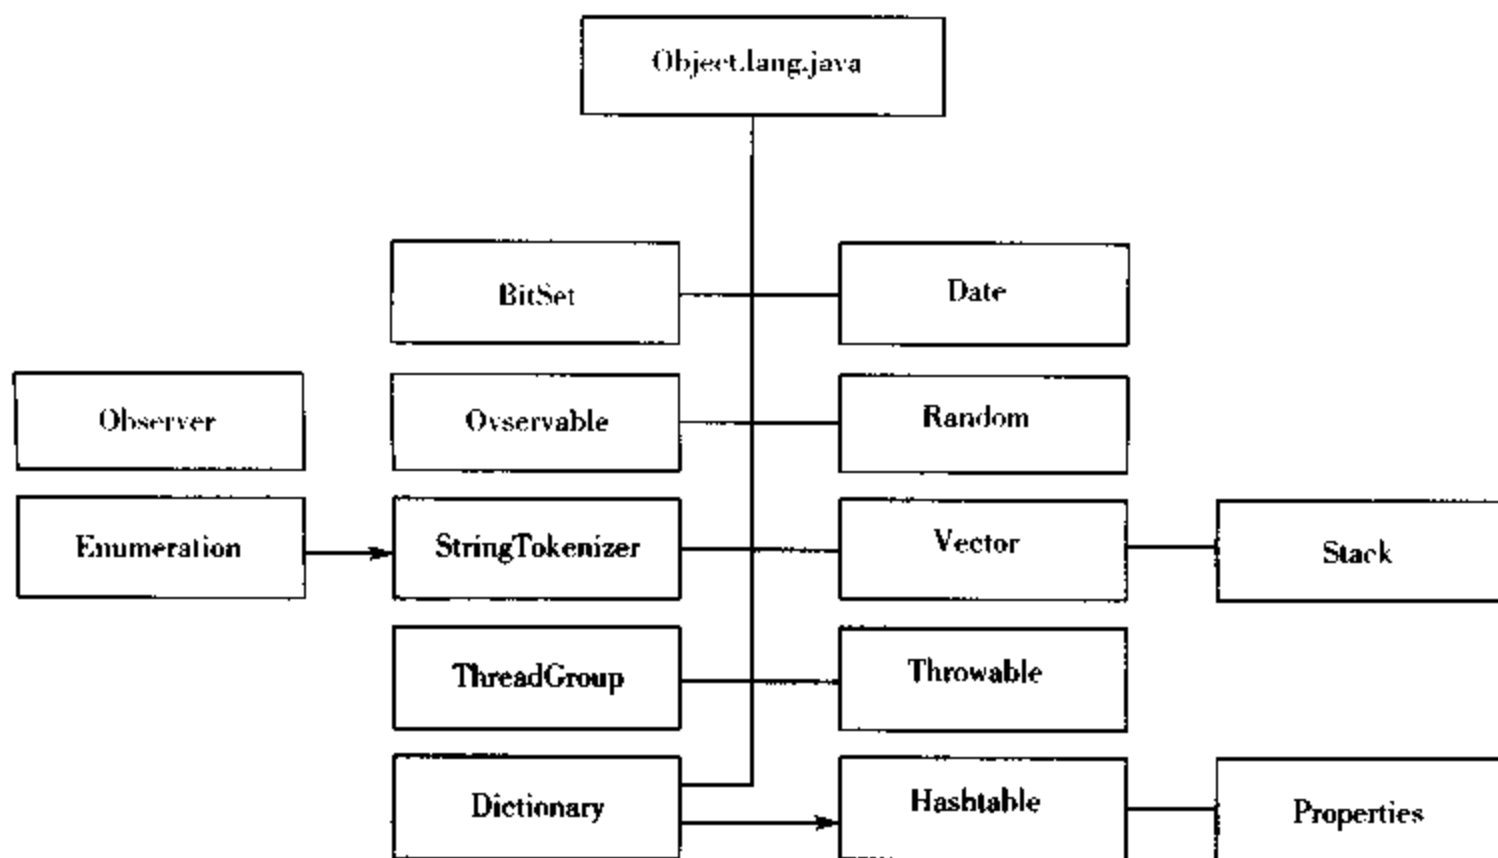 Object.lang.java
BitSet
Date
Observer
Ovservable
Random
Enumeration
StringTokenizer
Vector
Stack
ThreadGroup
Throwable
Dictionary
Hashtable
Properties